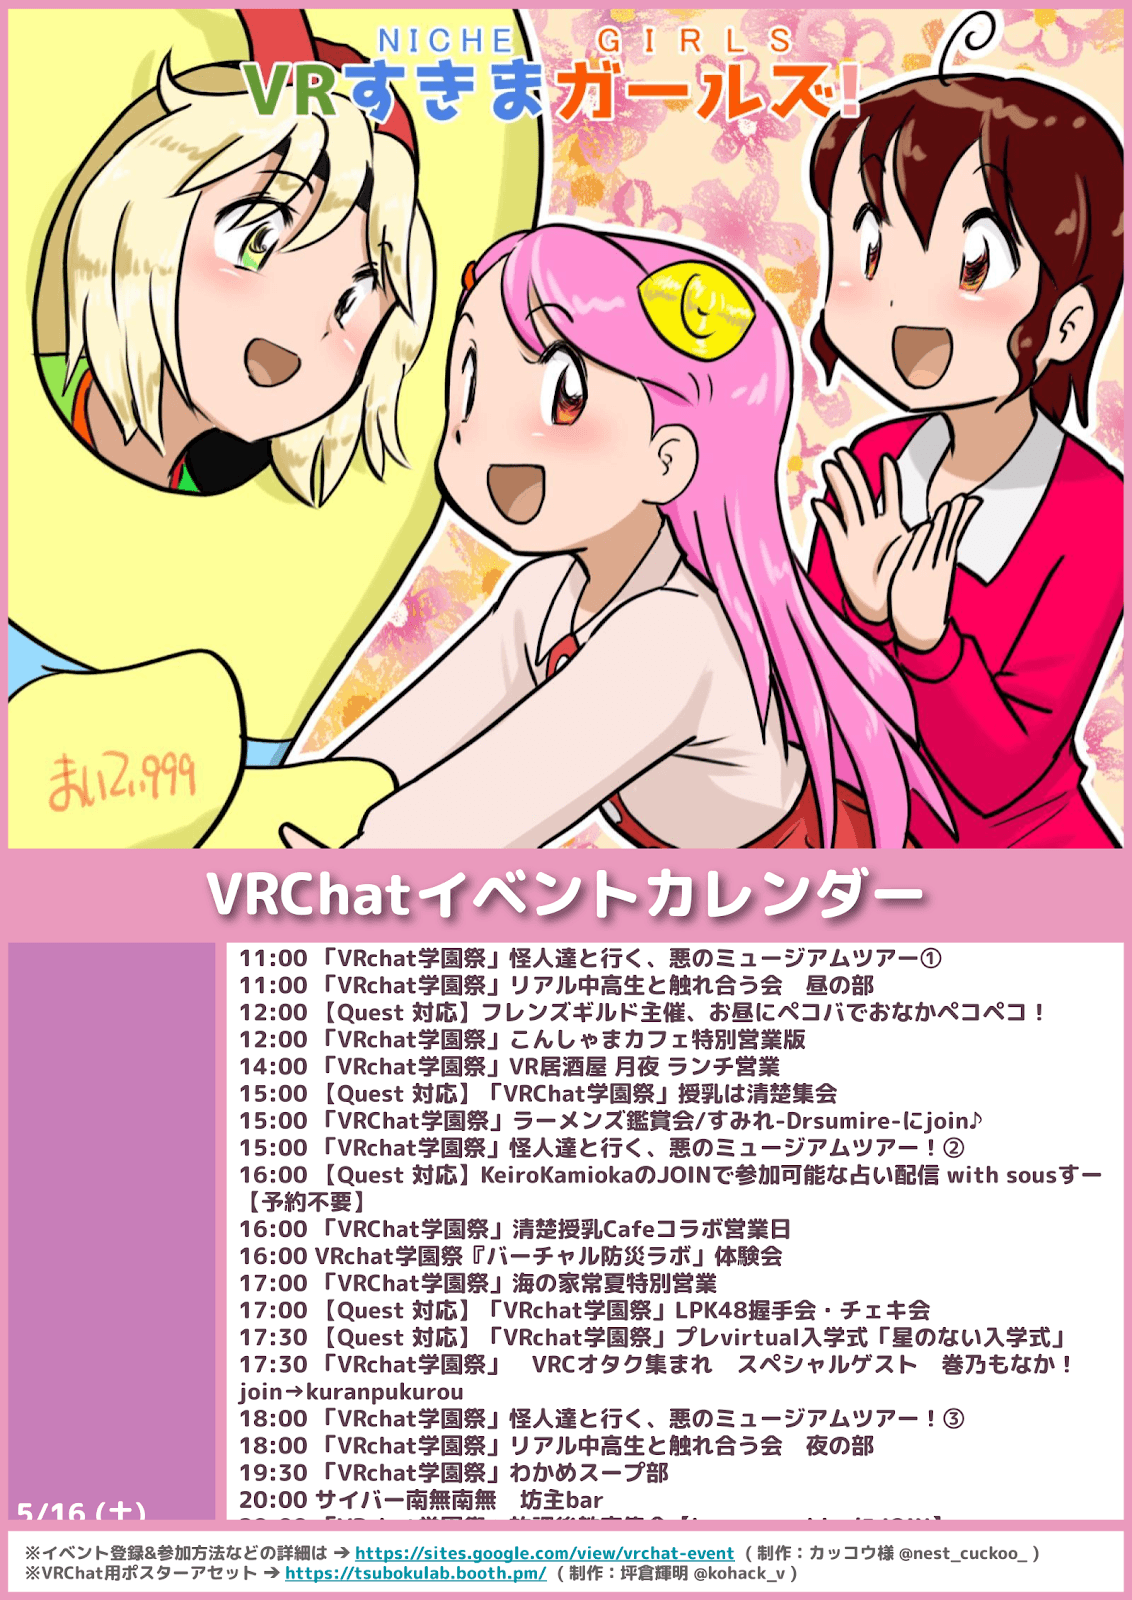 NICHE GIRLS
VRすきまガールズ!
まいてぃ999
VRChatイベントカレンダー
11:00 「VRchat学園祭」怪人達と行く、悪のミュージアムツアー①
11:00 「VRchat学園祭」リアル中高生と触れ合う会　昼の部
12:00 【Quest 対応】フレンズギルド主催、お昼にペコバでおなかペコペコ！
12:00 「VRchat学園祭」こんしゃまカフェ特別営業版
14:00 「VRchat学園祭」VR居酒屋 月夜 ランチ営業
15:00 【Quest 対応】「VRChat学園祭」授乳は清楚集会
15:00 「VRChat学園祭」ラーメンズ鑑賞会/すみれ-Drsumire-にjoin♪
15:00 「VRchat学園祭」怪人達と行く、悪のミュージアムツアー！②
16:00 【Quest 対応】KeiroKamiokaのJOINで参加可能な占い配信 with sousすー
【予約不要】
16:00 「VRChat学園祭」清楚授乳Cafeコラボ営業日
16:00 VRchat学園祭『バーチャル防災ラボ」体験会
17:00 「VRChat学園祭」海の家常夏特別営業
17:00 【Quest 対応】「VRchat学園祭」LPK48握手会・チェキ会
17:30 【Quest 対応】「VRchat学園祭」プレvirtual入学式「星のない入学式」
17:30 「VRchat学園祭」　VRCオタク集まれ　スペシャルゲスト　巻乃もなか！
join→kuranpukurou
18:00 「VRchat学園祭」怪人達と行く、悪のミュージアムツアー！③
18:00 「VRchat学園祭」リアル中高生と触れ合う会　夜の部
19:30 「VRchat学園祭」わかめスープ部
20:00 サイバー南無南無　坊主bar
5/16 (土)
※イベント登録&参加方法などの詳細は ➔ https://sites.google.com/view/vrchat-event ( 制作：カッコウ様 @nest_cuckoo_ )
※VRChat用ポスターアセット ➔ https://tsubokulab.booth.pm/ ( 制作：坪倉輝明 @kohack_v )